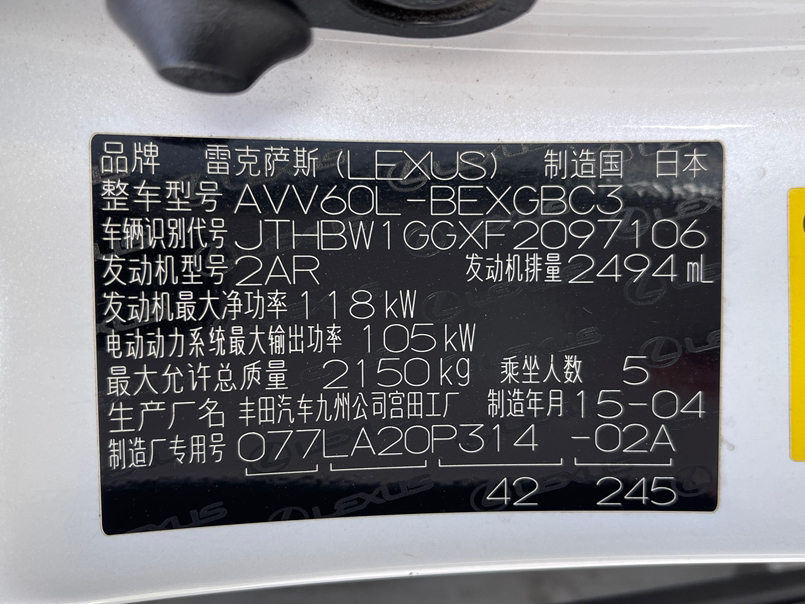 品牌 雷克萨斯(LEXUS) 制造国 日本
整车型号 AVV60L-BEXGBC3
车辆识别代号 JTHBW1GGXF2097106
发动机型号 2AR 发动机排量 2494 mL
发动机最大净功率 118 kW
电动动力系统最大输出功率 105 kW
最大允许总质量 2150 kg 乘坐人数 5
生产厂名 丰田汽车九州公司宫田工厂 制造年月 15-04
制造厂专用号 077LA20P314 -02A
42 245